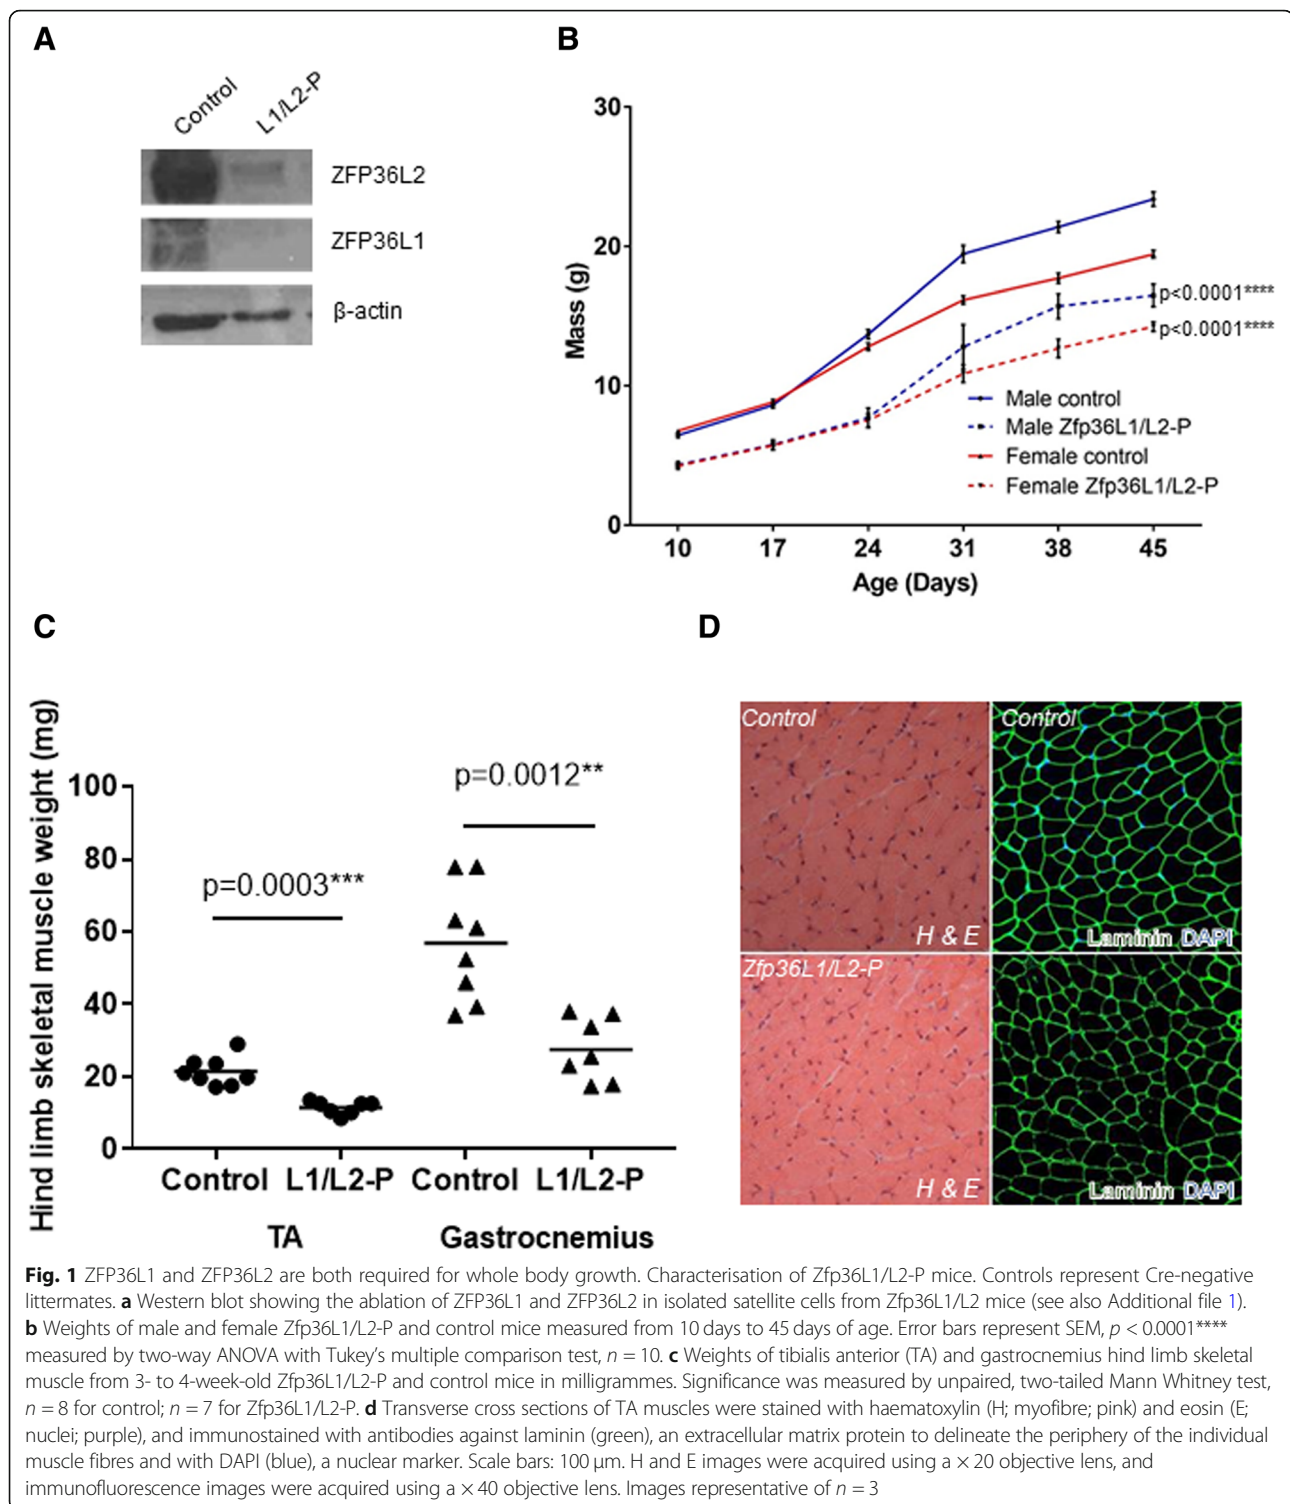 A
Control
L1/L2-P
ZFP36L2
ZFP36L1
β-actin
B
30
20
10
0
Mass (g)
p<0.0001****
p<0.0001****
Male control
Male Zfp36L1/L2-P
Female control
Female Zfp36L1/L2-P
10 17 24 31 38 45
Age (Days)
C
Hind limb skeletal muscle weight (mg)
100
80
60
40
20
0
p=0.0003***
p=0.0012**
Control L1/L2-P Control L1/L2-P
TA Gastrocnemius
D
Control
H & E
Control
Laminin DAPI
Zfp36L1/L2-P
H & E
Laminin DAPI
Fig. 1 ZFP36L1 and ZFP36L2 are both required for whole body growth. Characterisation of Zfp36L1/L2-P mice. Controls represent Cre-negative
littermates. a Western blot showing the ablation of ZFP36L1 and ZFP36L2 in isolated satellite cells from Zfp36L1/L2 mice (see also Additional file 1).
b Weights of male and female Zfp36L1/L2-P and control mice measured from 10 days to 45 days of age. Error bars represent SEM, p < 0.0001****
measured by two-way ANOVA with Tukey's multiple comparison test, n = 10. c Weights of tibialis anterior (TA) and gastrocnemius hind limb skeletal
muscle from 3- to 4-week-old Zfp36L1/L2-P and control mice in milligrammes. Significance was measured by unpaired, two-tailed Mann Whitney test,
n = 8 for control; n = 7 for Zfp36L1/L2-P. d Transverse cross sections of TA muscles were stained with haematoxylin (H; myofibre; pink) and eosin (E;
nuclei; purple), and immunostained with antibodies against laminin (green), an extracellular matrix protein to delineate the periphery of the individual
muscle fibres and with DAPI (blue), a nuclear marker. Scale bars: 100 μm. H and E images were acquired using a × 20 objective lens, and
immunofluorescence images were acquired using a × 40 objective lens. Images representative of n = 3